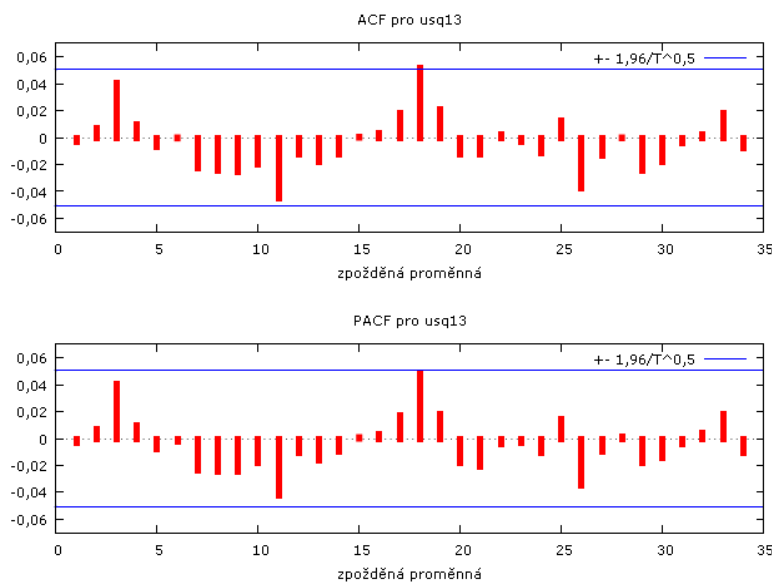 ACF pro usq13
+- 1,96/T^0,5
0,06
0,04
0,02
0
-0,02
-0,04
-0,06
0 5 10 15 20 25 30 35
zpožděná proměnná
PACF pro usq13
+- 1,96/T^0,5
0,06
0,04
0,02
0
-0,02
-0,04
-0,06
0 5 10 15 20 25 30 35
zpožděná proměnná